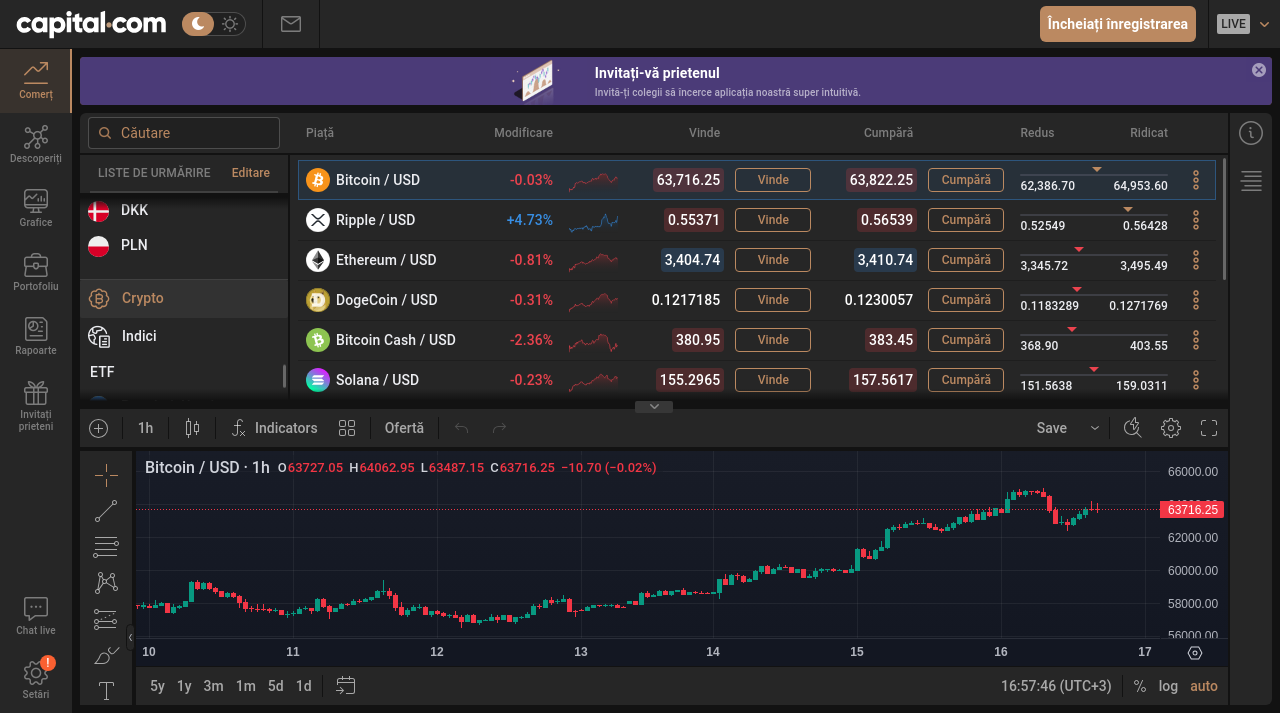 capital.com
Încheiați înregistrarea
LIVE
Comerț
Descoperiți
Grafice
Portofoliu
Rapoarte
Invitați prieteni
Chat live
!
Setări
Invitați-vă prietenul
Invită-ți colegii să încerce aplicația noastră super intuitivă.
Căutare
LISTE DE URMĂRIRE Editare
DKK
PLN
Crypto
Indici
ETF
Piață Modificare Vinde Cumpără Redus Ridicat
Bitcoin / USD -0.03% 63,716.25 Vinde 63,822.25 Cumpără 62,386.70 64,953.60
Ripple / USD +4.73% 0.55371 Vinde 0.56539 Cumpără 0.52549 0.56428
Ethereum / USD -0.81% 3,404.74 Vinde 3,410.74 Cumpără 3,345.72 3,495.49
DogeCoin / USD -0.31% 0.1217185 Vinde 0.1230057 Cumpără 0.1183289 0.1271769
Bitcoin Cash / USD -2.36% 380.95 Vinde 383.45 Cumpără 368.90 403.55
Solana / USD -0.23% 155.2965 Vinde 157.5617 Cumpără 151.5638 159.0311
1h Indicators Ofertă Save
Bitcoin / USD · 1h O63727.05 H64062.95 L63487.15 C63716.25 −10.70 (−0.02%)
66000.00
63716.25
62000.00
60000.00
58000.00
56000.00
10 11 12 13 14 15 16 17
5y 1y 3m 1m 5d 1d 16:57:46 (UTC+3) % log auto